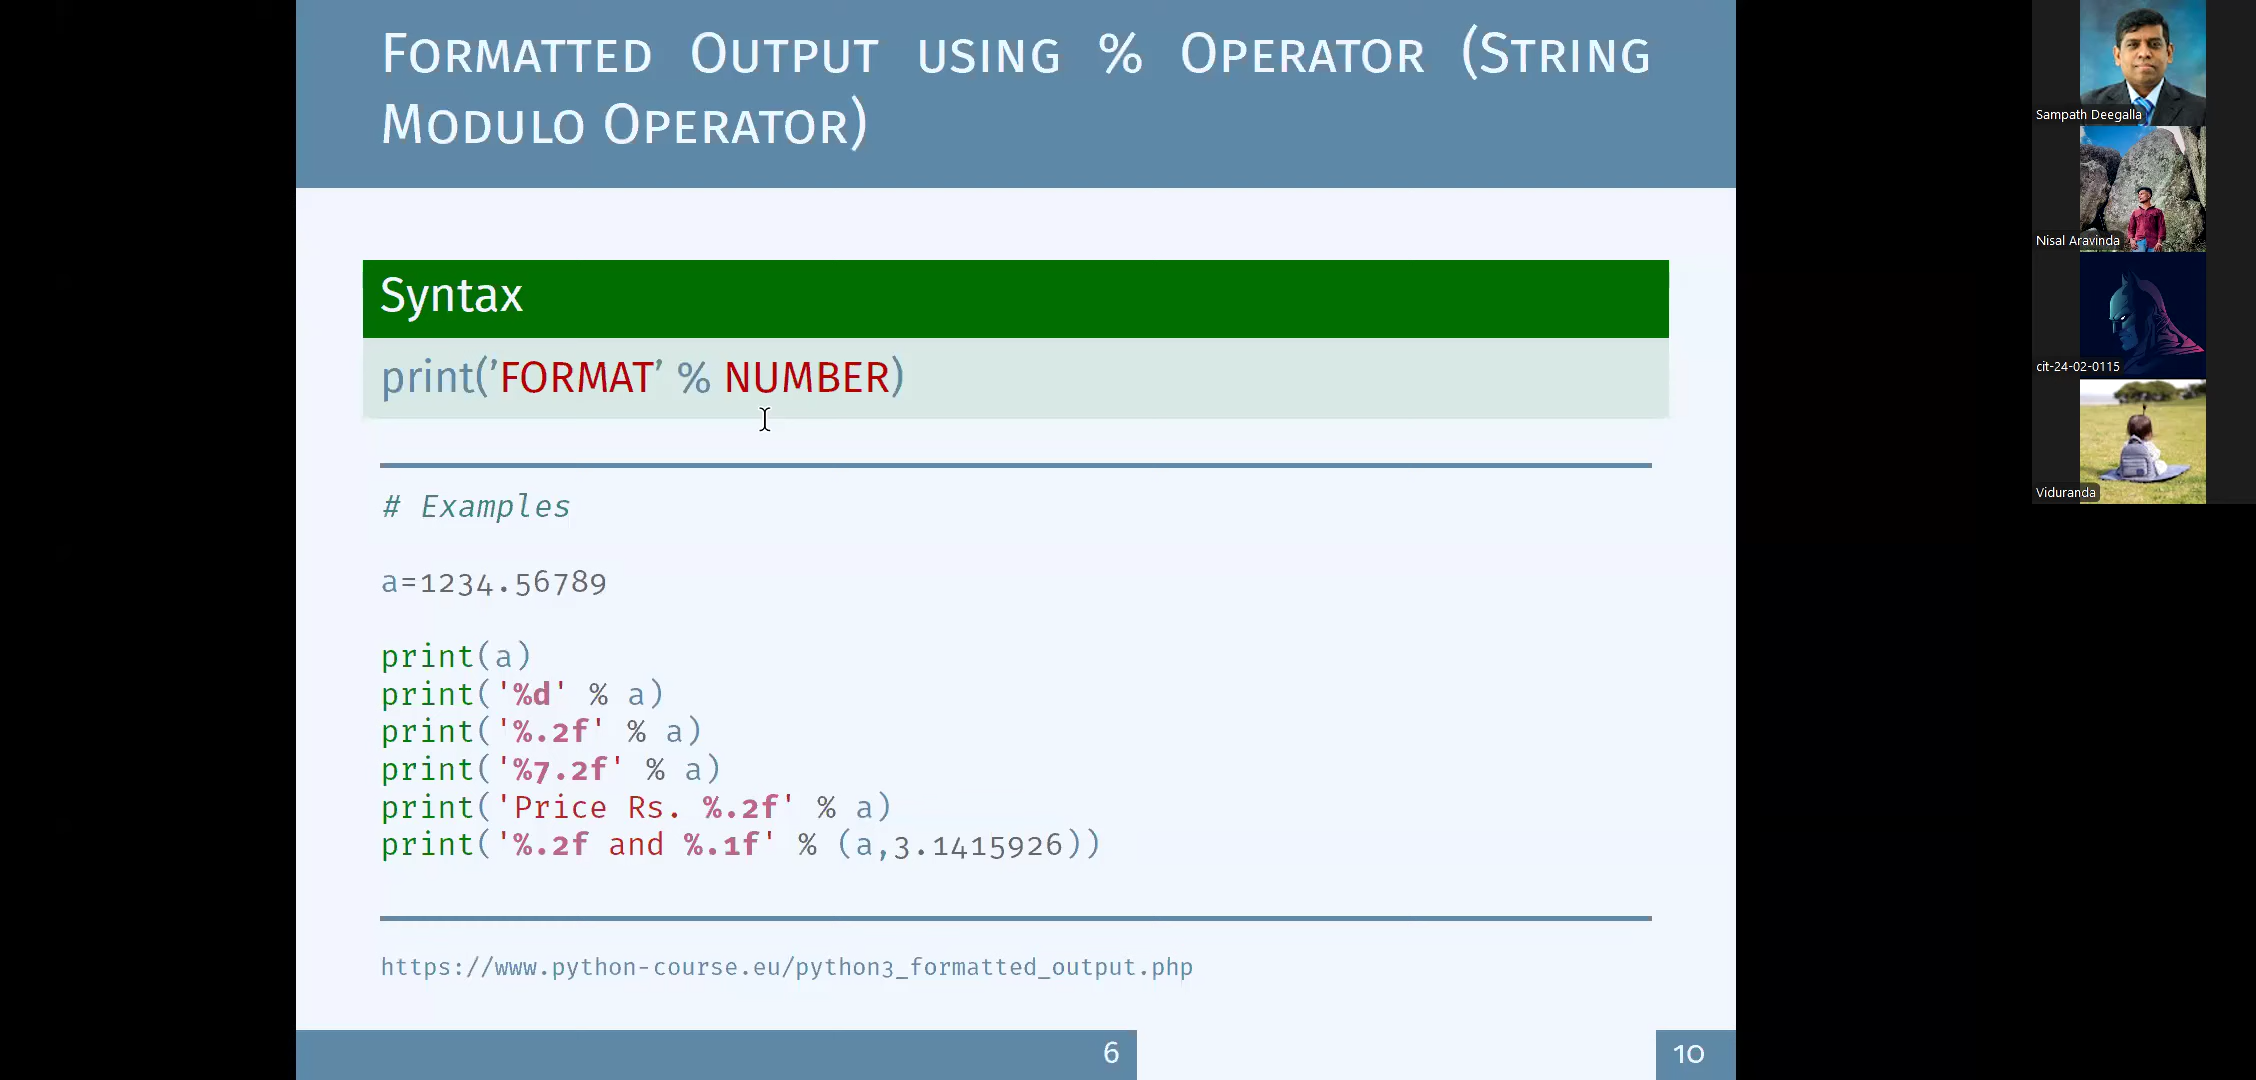 Formatted Output using % Operator (String
Modulo Operator)
Syntax
print('FORMAT' % NUMBER)
# Examples
a=1234.56789
print(a)
print('%d' % a)
print('%.2f' % a)
print('%7.2f' % a)
print('Price Rs. %.2f' % a)
print('%.2f and %.1f' % (a,3.1415926))
https://www.python-course.eu/python3_formatted_output.php
6
10
Sampath Deegalla
Nisal Aravinda
cit-24-02-0115
Viduranda